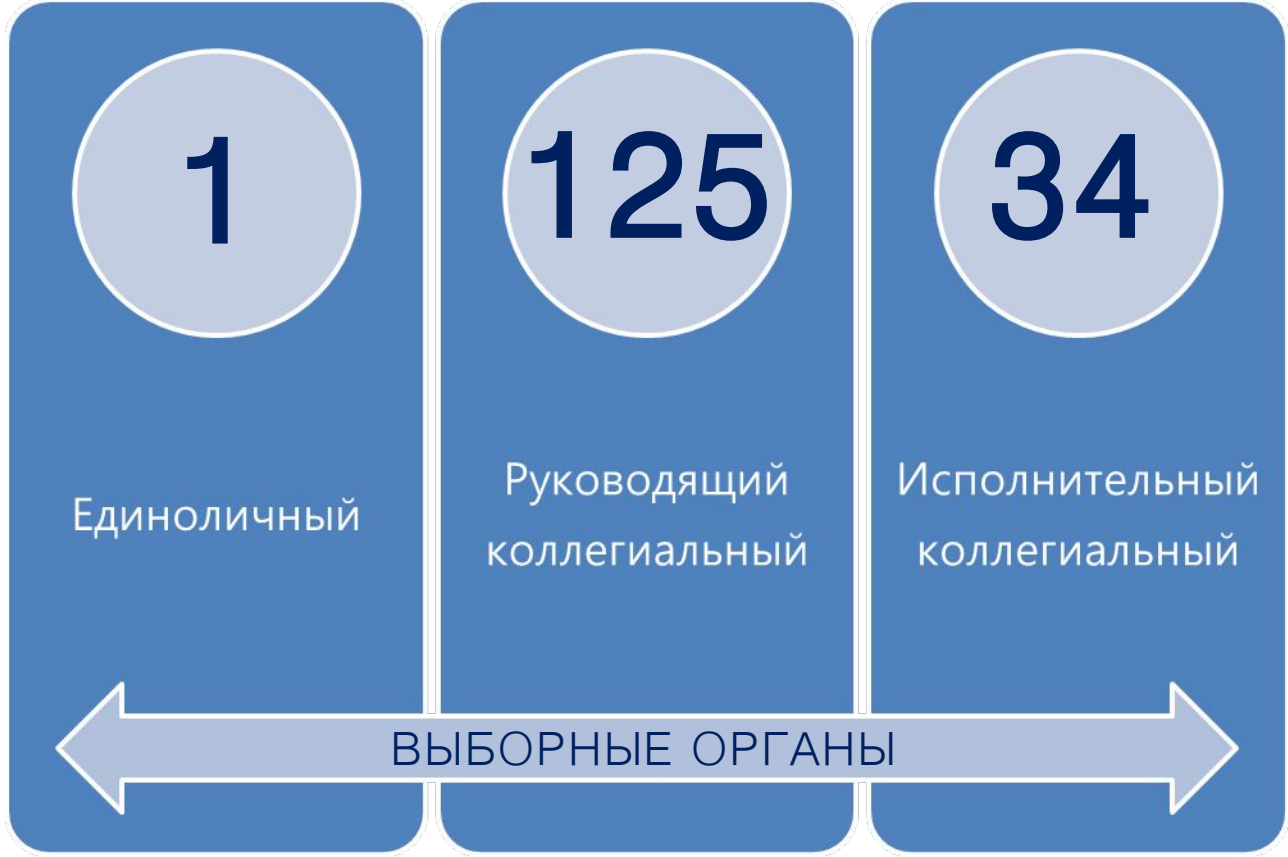 1
125
34
Единоличный
Руководящий
коллегиальный
Исполнительный
коллегиальный
ВЫБОРНЫЕ ОРГАНЫ